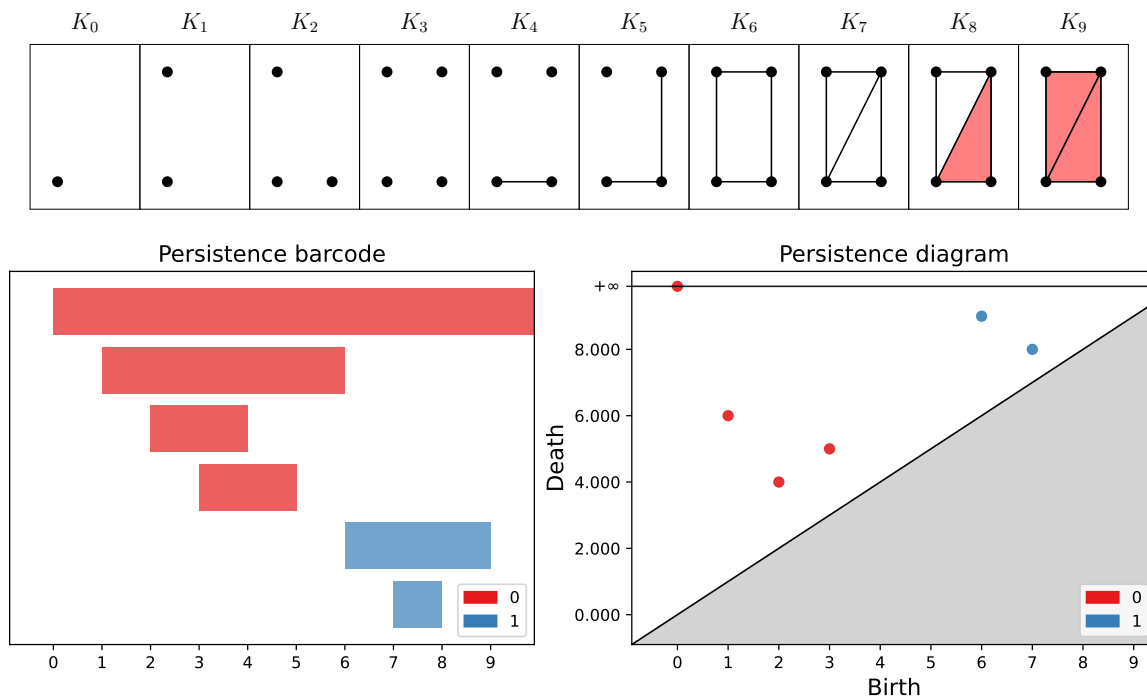 K₀ K₁ K₂ K₃ K₄ K₅ K₆ K₇ K₈ K₉
Persistence barcode
0
1
0 1 2 3 4 5 6 7 8 9
Persistence diagram
+∞
8.000
6.000
4.000
2.000
0.000
Death
0
1
0 1 2 3 4 5 6 7 8 9
Birth